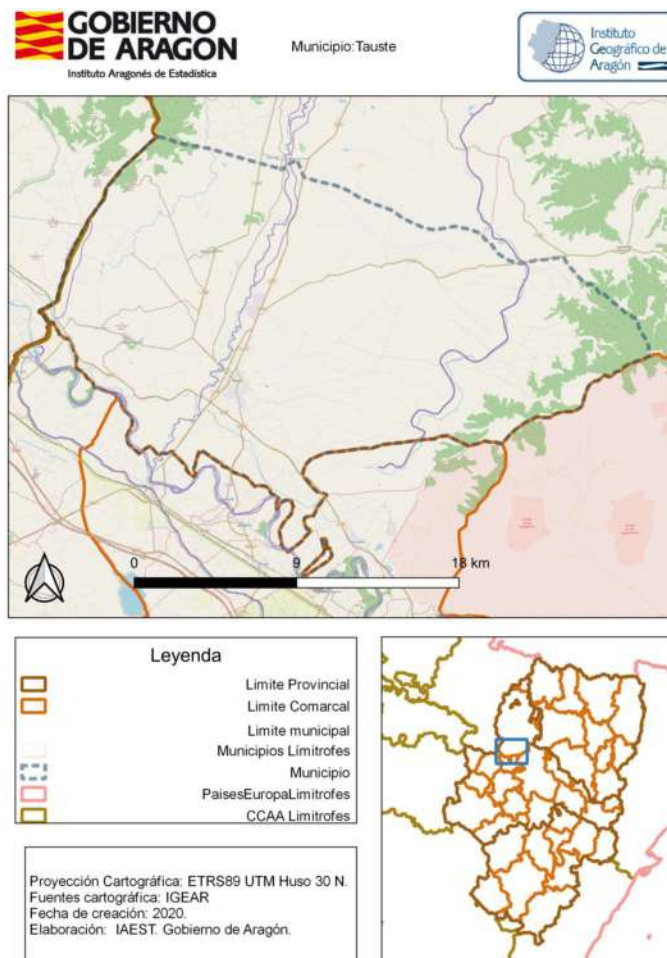 GOBIERNO
DE ARAGON
Instituto Aragonés de Estadística
Municipio:Tauste
Instituto
Geográfico de
Aragón
0
9
18 km
Leyenda
Limite Provincial
Limite Comarcal
Limite municipal
Municipios Límitrofes
Municipio
PaisesEuropaLimitrofes
CCAA Limitrofes
Proyección Cartográfica: ETRS89 UTM Huso 30 N.
Fuentes cartográfica: IGEAR
Fecha de creación: 2020.
Elaboración: IAEST. Gobierno de Aragón.